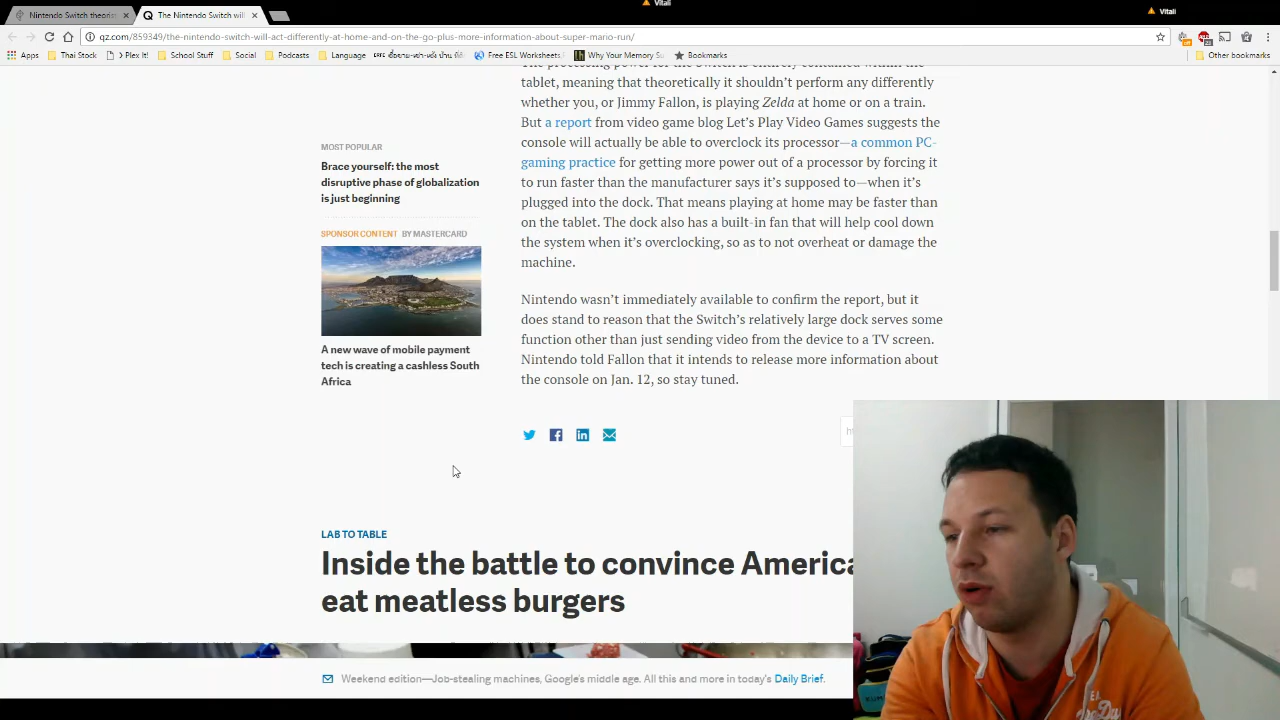 Vitali
Vitali
Nintendo Switch theorist
The Nintendo Switch wil
qz.com/859349/the-nintendo-switch-will-act-differently-at-home-and-on-the-go-plus-more-information-about-super-mario-run/
Apps
Thai Stock
> Plex It!
School Stuff
Social
Podcasts
Language
Free ESL Worksheets
Why Your Memory Su
Bookmarks
Other bookmarks
tablet, meaning that theoretically it shouldn't perform any differently
whether you, or Jimmy Fallon, is playing Zelda at home or on a train.
But a report from video game blog Let's Play Video Games suggests the
console will actually be able to overclock its processor—a common PC-
gaming practice for getting more power out of a processor by forcing it
to run faster than the manufacturer says it's supposed to—when it's
plugged into the dock. That means playing at home may be faster than
on the tablet. The dock also has a built-in fan that will help cool down
the system when it's overclocking, so as to not overheat or damage the
machine.
Nintendo wasn't immediately available to confirm the report, but it
does stand to reason that the Switch's relatively large dock serves some
function other than just sending video from the device to a TV screen.
Nintendo told Fallon that it intends to release more information about
the console on Jan. 12, so stay tuned.
MOST POPULAR
Brace yourself: the most
disruptive phase of globalization
is just beginning
SPONSOR CONTENT BY MASTERCARD
A new wave of mobile payment
tech is creating a cashless South
Africa
LAB TO TABLE
Inside the battle to convince America
eat meatless burgers
Weekend edition—Job-stealing machines, Google's middle age. All this and more in today's Daily Brief.